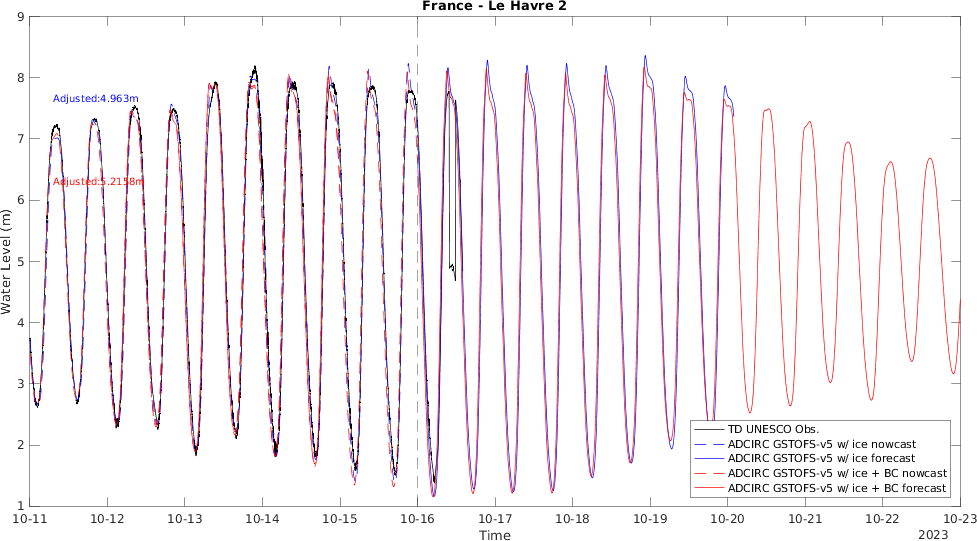 France - Le Havre 2
9
8
7
6
5
4
3
2
1
Water Level (m)
Adjusted:4.963m
Adjusted:5.2158m
TD UNESCO Obs.
ADCIRC GSTOFS-v5 w/ ice nowcast
ADCIRC GSTOFS-v5 w/ ice forecast
ADCIRC GSTOFS-v5 w/ ice + BC nowcast
ADCIRC GSTOFS-v5 w/ ice + BC forecast
10-11 10-12 10-13 10-14 10-15 10-16 10-17 10-18 10-19 10-20 10-21 10-22 10-23
Time
2023